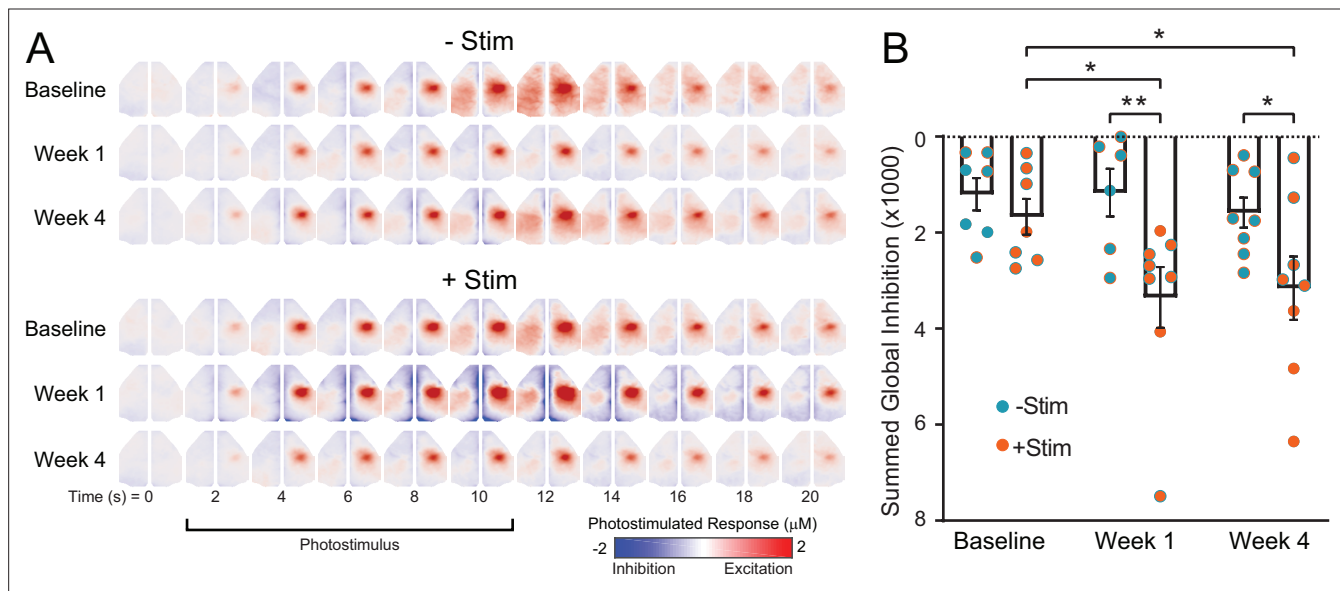 A
- Stim
Baseline
Week 1
Week 4
+ Stim
Baseline
Week 1
Week 4
Time (s) = 0 2 4 6 8 10 12 14 16 18 20
Photostimulus
Photostimulated Response (μM)
-2 2
Inhibition Excitation
B
*
*
** *
Summed Global Inhibition (x1000)
0
2
4
6
8
-Stim
+Stim
Baseline Week 1 Week 4